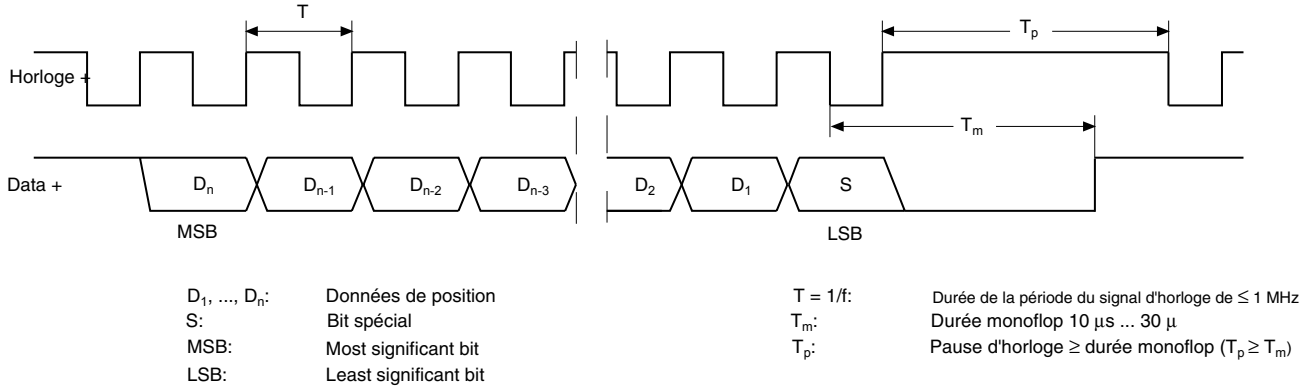 T
Tₚ
Horloge +
Tₘ
Data +
Dₙ
Dₙ₋₁
Dₙ₋₂
Dₙ₋₃
D₂
D₁
S
MSB
LSB
D₁, ..., Dₙ: Données de position
S: Bit spécial
MSB: Most significant bit
LSB: Least significant bit
T = 1/f: Durée de la période du signal d'horloge de ≤ 1 MHz
Tₘ: Durée monoflop 10 µs ... 30 µ
Tₚ: Pause d'horloge ≥ durée monoflop (Tₚ ≥ Tₘ)